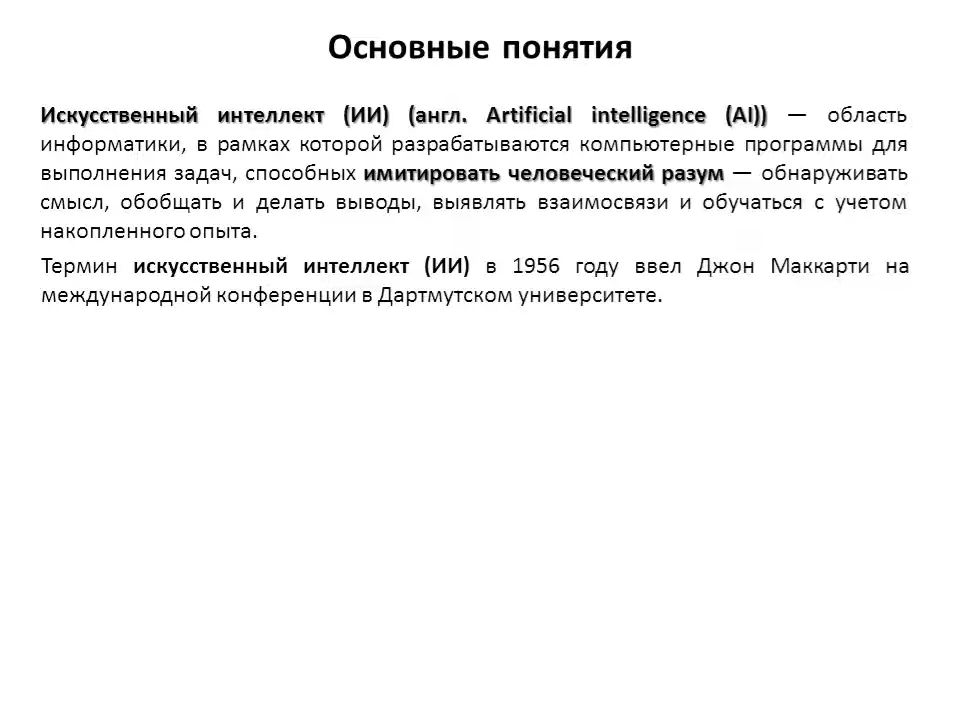 Основные понятия
Искусственный интеллект (ИИ) (англ. Artificial intelligence (AI)) — область
информатики, в рамках которой разрабатываются компьютерные программы для
выполнения задач, способных имитировать человеческий разум — обнаруживать
смысл, обобщать и делать выводы, выявлять взаимосвязи и обучаться с учетом
накопленного опыта.
Термин искусственный интеллект (ИИ) в 1956 году ввел Джон Маккарти на
международной конференции в Дартмутском университете.